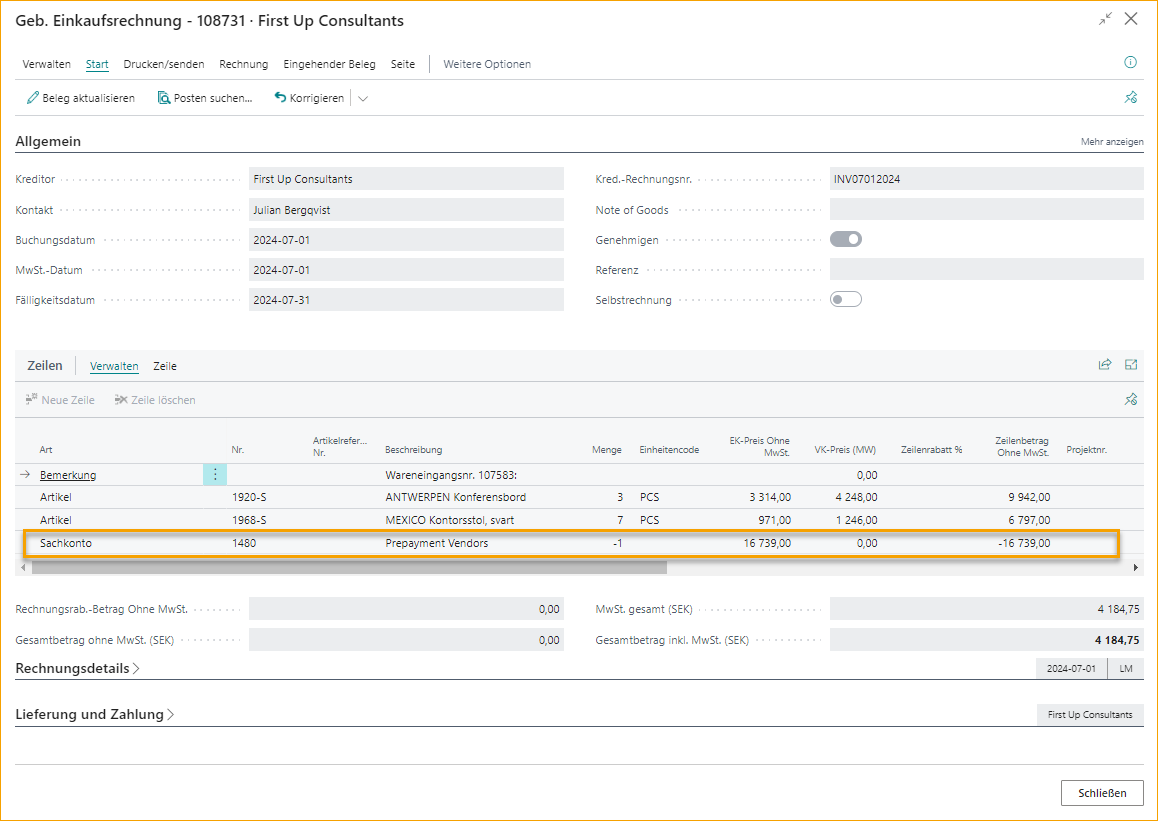 Geb. Einkaufsrechnung - 108731 · First Up Consultants
Verwalten Start Drucken/senden Rechnung Eingehender Beleg Seite Weitere Optionen
Beleg aktualisieren Posten suchen... Korrigieren
Allgemein Mehr anzeigen
Kreditor First Up Consultants Kred.-Rechnungsnr. INV07012024
Kontakt Julian Bergqvist Note of Goods
Buchungsdatum 2024-07-01 Genehmigen
MwSt.-Datum 2024-07-01 Referenz
Fälligkeitsdatum 2024-07-31 Selbstrechnung
Zeilen Verwalten Zeile
Neue Zeile Zeile löschen
Artikelrefer... EK-Preis Ohne Zeilenbetrag
Art Nr. Nr. Beschreibung Menge Einheitencode MwSt. VK-Preis (MW) Zeilenrabatt % Ohne MwSt. Projektnr.
Bemerkung Wareneingangsnr. 107583: 0,00
Artikel 1920-S ANTWERPEN Konferensbord 3 PCS 3 314,00 4 248,00 9 942,00
Artikel 1968-S MEXICO Kontorsstol, svart 7 PCS 971,00 1 246,00 6 797,00
Sachkonto 1480 Prepayment Vendors -1 16 739,00 0,00 -16 739,00
Rechnungsrab.-Betrag Ohne MwSt. 0,00 MwSt. gesamt (SEK) 4 184,75
Gesamtbetrag ohne MwSt. (SEK) 0,00 Gesamtbetrag inkl. MwSt. (SEK) 4 184,75
Rechnungsdetails 2024-07-01 LM
Lieferung und Zahlung First Up Consultants
Schließen